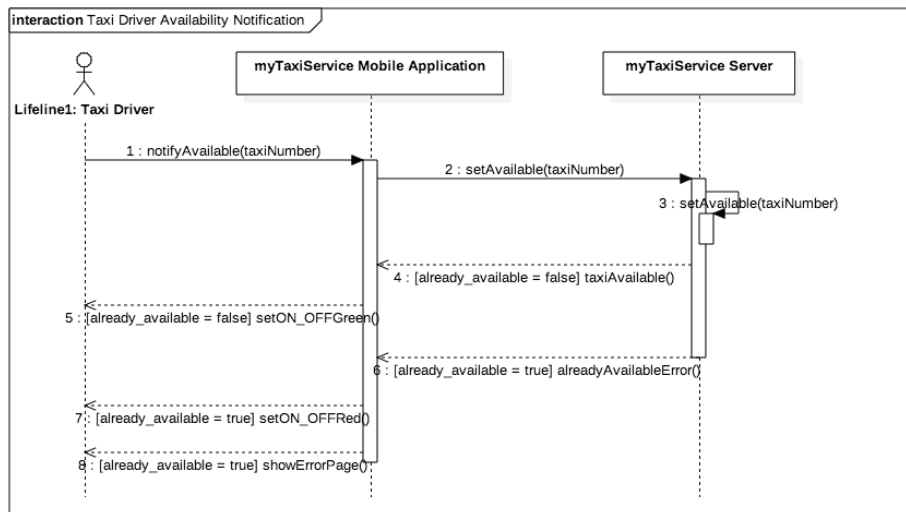 interaction Taxi Driver Availability Notification
myTaxiService Mobile Application
myTaxiService Server
Lifeline1: Taxi Driver
1 : notifyAvailable(taxiNumber)
2 : setAvailable(taxiNumber)
3 : setAvailable(taxiNumber)
4 : [already_available = false] taxiAvailable()
5 : [already_available = false] setON_OFFGreen()
6 : [already_available = true] alreadyAvailableError()
7 : [already_available = true] setON_OFFRed()
8 : [already_available = true] showErrorPage()